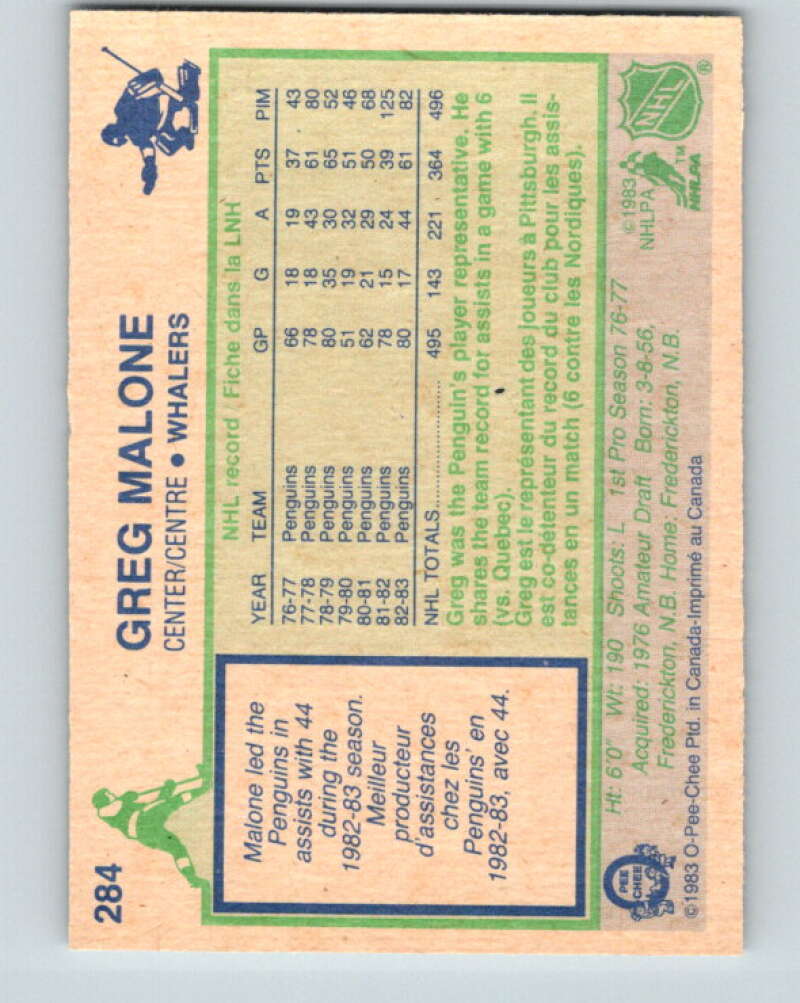 284
GREG MALONE
CENTER/CENTRE • WHALERS
Malone led the
Penguins in
assists with 44
during the
1982-83 season.
Meilleur
producteur
d'assistances
chez les
Penguins' en
1982-83, avec 44.
NHL record / Fiche dans la LNH
YEAR TEAM GP G A PTS PIM
76-77 Penguins 66 18 19 37 43
77-78 Penguins 78 18 43 61 80
78-79 Penguins 80 35 30 65 52
79-80 Penguins 51 19 32 51 46
80-81 Penguins 62 21 29 50 68
81-82 Penguins 78 15 24 39 125
82-83 Penguins 80 17 44 61 82
NHL TOTALS.................... 495 143 221 364 496
Greg was the Penguin's player representative. He
shares the team record for assists in a game with 6
(vs. Quebec).
Greg est le représentant des joueurs à Pittsburgh. Il
est co-détenteur du record du club pour les assis-
tances en un match (6 contre les Nordiques).
Ht: 6'0" Wt: 190 Shoots: L 1st Pro Season 76-77
Acquired: 1976 Amateur Draft Born: 3-8-56,
Frederickton, N.B. Home: Frederickton, N.B.
©1983 O-Pee-Chee Ptd. in Canada-Imprimé au Canada
PEE
CHEE
©1983
NHLPA
NHL
®
TM
NHLPA